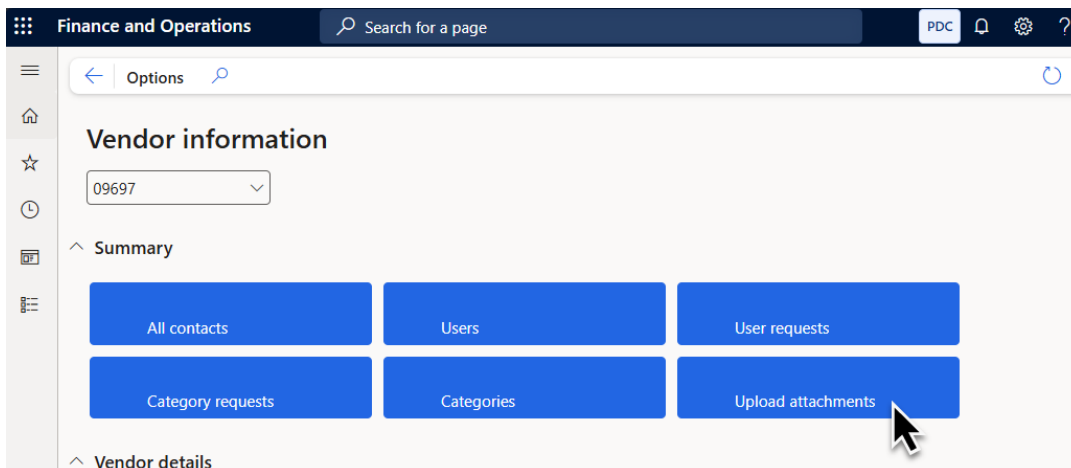 Finance and Operations
Search for a page
PDC
?
Options
Vendor information
09697
Summary
All contacts
Users
User requests
Category requests
Categories
Upload attachments
Vendor details